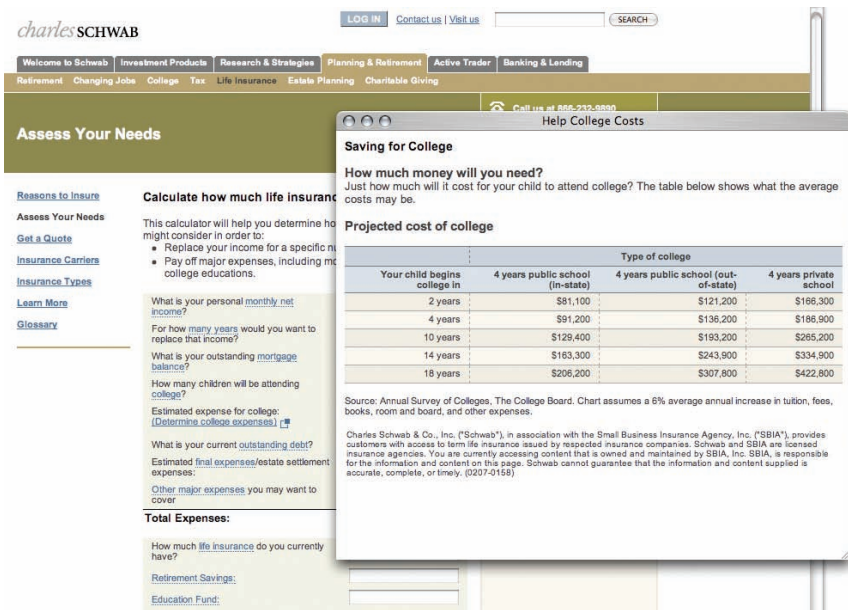 charles SCHWAB
LOG IN Contact us | Visit us SEARCH
Welcome to Schwab Investment Products Research & Strategies Planning & Retirement Active Trader Banking & Lending
Retirement Changing Jobs College Tax Life Insurance Estate Planning Charitable Giving
Call us at 866-232-9890
Assess Your Needs
Reasons to Insure
Assess Your Needs
Get a Quote
Insurance Carriers
Insurance Types
Learn More
Glossary
Calculate how much life insuranc
This calculator will help you determine ho
might consider in order to:
• Replace your income for a specific nu
• Pay off major expenses, including mo
college educations.
What is your personal monthly net
income?
For how many years would you want to
replace that income?
What is your outstanding mortgage
balance?
How many children will be attending
college?
Estimated expense for college:
(Determine college expenses)
What is your current outstanding debt?
Estimated final expenses/estate settlement
expenses:
Other major expenses you may want to
cover
Total Expenses:
How much life insurance do you currently
have?
Retirement Savings:
Education Fund:
Help College Costs
Saving for College
How much money will you need?
Just how much will it cost for your child to attend college? The table below shows what the average
costs may be.
Projected cost of college
Type of college
Your child begins college in 4 years public school (in-state) 4 years public school (out-of-state) 4 years private school
2 years $81,100 $121,200 $166,300
4 years $91,200 $136,200 $186,900
10 years $129,400 $193,200 $265,200
14 years $163,300 $243,900 $334,900
18 years $206,200 $307,800 $422,800
Source: Annual Survey of Colleges, The College Board. Chart assumes a 6% average annual increase in tuition, fees,
books, room and board, and other expenses.
Charles Schwab & Co., Inc. ("Schwab"), in association with the Small Business Insurance Agency, Inc. ("SBIA"), provides
customers with access to term life insurance issued by respected insurance companies. Schwab and SBIA are licensed
insurance agencies. You are currently accessing content that is owned and maintained by SBIA, Inc. SBIA, is responsible
for the information and content on this page. Schwab cannot guarantee that the information and content supplied is
accurate, complete, or timely. (0207-0158)